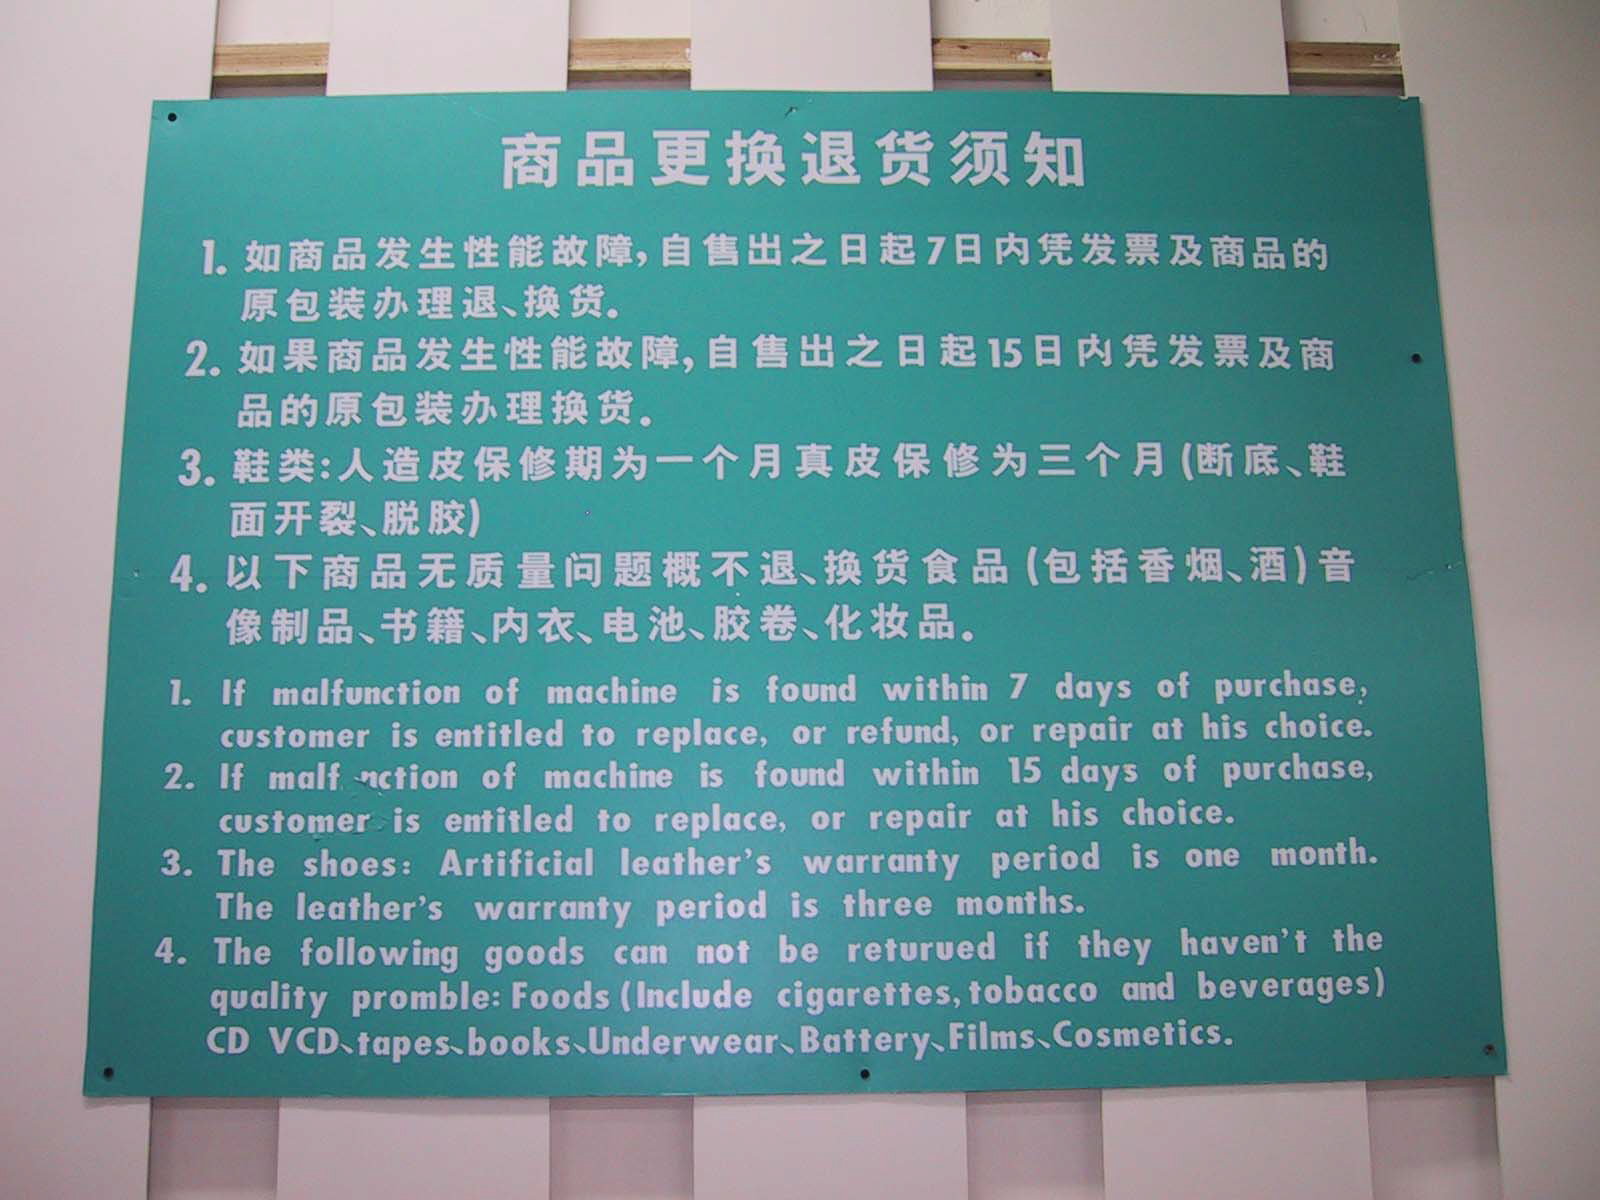 商品更换退货须知
1. 如商品发生性能故障,自售出之日起7日内凭发票及商品的
原包装办理退、换货。
2. 如果商品发生性能故障,自售出之日起15日内凭发票及商
品的原包装办理换货。
3. 鞋类:人造皮保修期为一个月真皮保修为三个月(断底、鞋
面开裂、脱胶)
4. 以下商品无质量问题概不退、换货食品(包括香烟、酒)音
像制品、书籍、内衣、电池、胶卷、化妆品。
1. If malfunction of machine is found within 7 days of purchase,
customer is entitled to replace, or refund, or repair at his choice.
2. If malf nction of machine is found within 15 days of purchase,
customer is entitled to replace, or repair at his choice.
3. The shoes: Artificial leather's warranty period is one month.
The leather's warranty period is three months.
4. The following goods can not be returued if they haven't the
quality promble: Foods (Include cigarettes, tobacco and beverages)
CD VCD、tapes、books、Underwear、Battery、Films、Cosmetics.